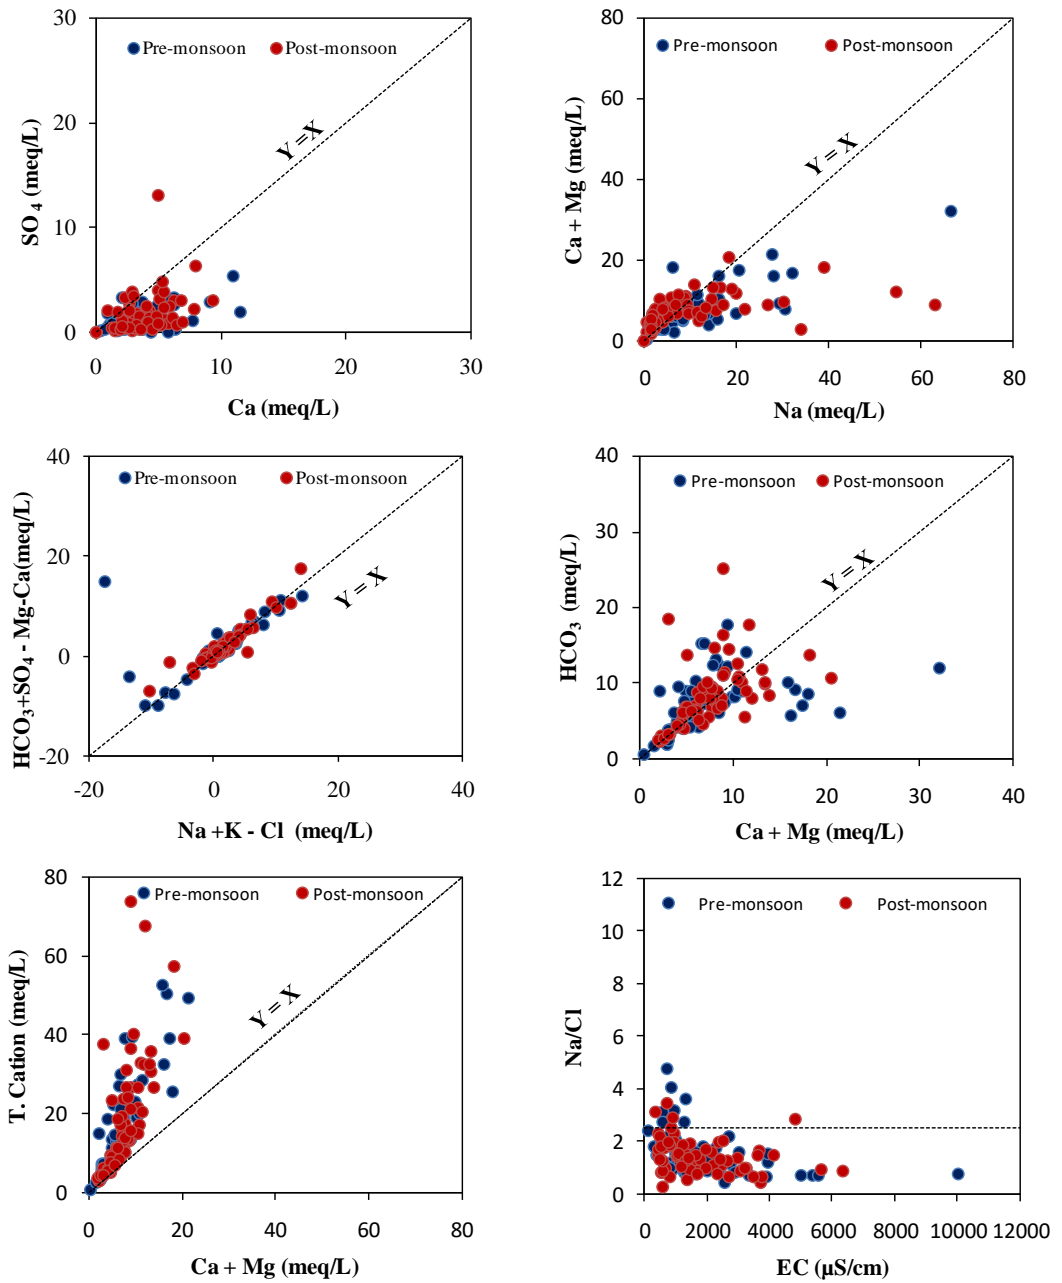 30
20
10
0
0
10
20
30
Pre-monsoon
Post-monsoon
Y =X
SO 4 (meq/L)
Ca (meq/L)
80
60
40
20
0
0
20
40
60
80
Pre-monsoon
Post-monsoon
Y = X
Ca + Mg (meq/L)
Na (meq/L)
40
20
0
-20
-20
0
20
40
Pre-monsoon
Post-monsoon
Y = X
HCO3+SO4 - Mg-Ca(meq/L)
Na +K - Cl (meq/L)
40
30
20
10
0
0
10
20
30
40
Pre-monsoon
Post-monsoon
Y = X
HCO3 (meq/L)
Ca + Mg (meq/L)
80
60
40
20
0
0
20
40
60
80
Pre-monsoon
Post-monsoon
Y = X
T. Cation (meq/L)
Ca + Mg (meq/L)
12
10
8
6
4
2
0
0
2000
4000
6000
8000
10000
12000
Pre-monsoon
Post-monsoon
Na/Cl
EC (µS/cm)